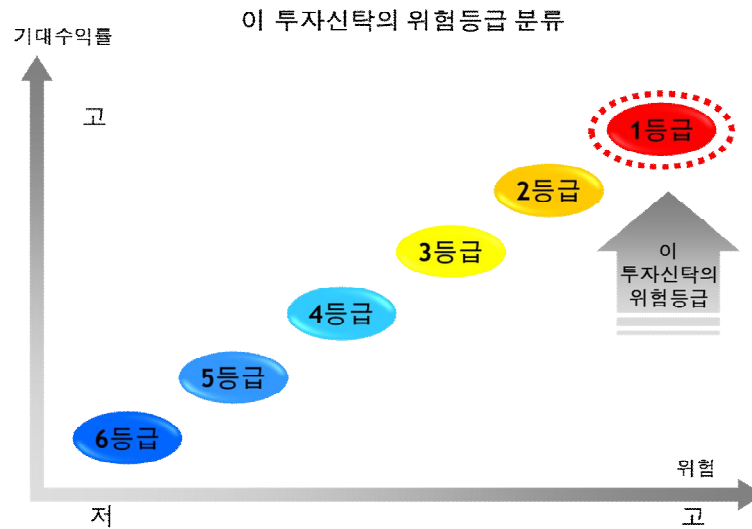 이 투자신탁의 위험등급 분류
기대수익률
고
1등급
2등급
3등급
이
투자신탁의
위험등급
4등급
5등급
6등급
위험
저
고